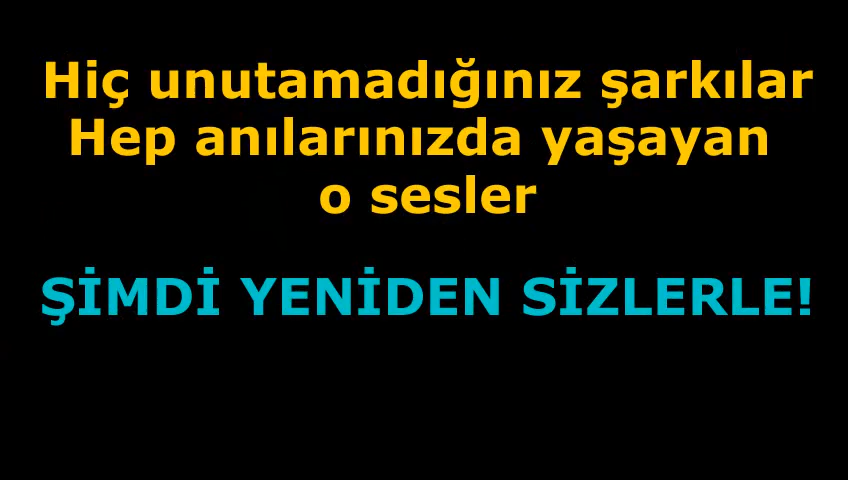 Hiç unutamadığınız şarkılar
Hep anılarınızda yaşayan
o sesler
ŞİMDİ YENİDEN SİZLERLE!